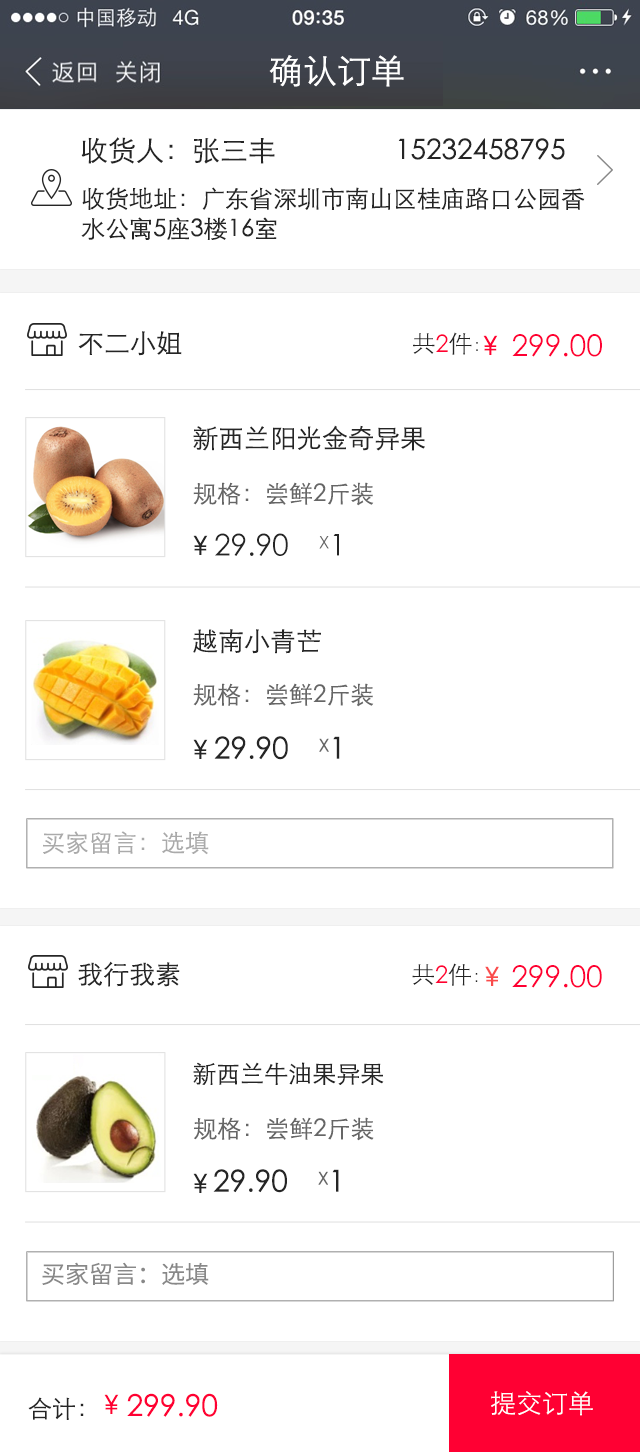 中国移动 4G 09:35 68%
返回 关闭 确认订单
收货人：张三丰 15232458795
收货地址：广东省深圳市南山区桂庙路口公园香
水公寓5座3楼16室
不二小姐 共2件:¥ 299.00
新西兰阳光金奇异果
规格：尝鲜2斤装
¥ 29.90 x1
越南小青芒
规格：尝鲜2斤装
¥ 29.90 x1
买家留言：选填
我行我素 共2件:¥ 299.00
新西兰牛油果异果
规格：尝鲜2斤装
¥ 29.90 x1
买家留言：选填
合计：¥ 299.90 提交订单